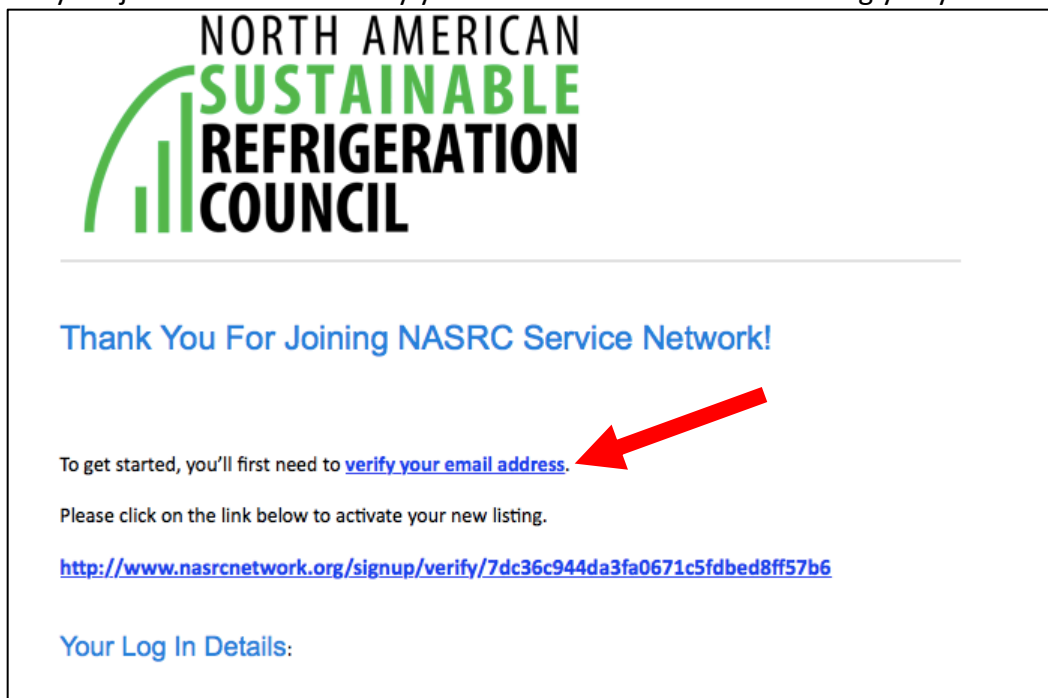 NORTH AMERICAN
SUSTAINABLE
REFRIGERATION
COUNCIL
Thank You For Joining NASRC Service Network!
To get started, you'll first need to verify your email address.
Please click on the link below to activate your new listing.
http://www.nasrcnetwork.org/signup/verify/7dc36c944da3fa0671c5fdbed8ff57b6
Your Log In Details: